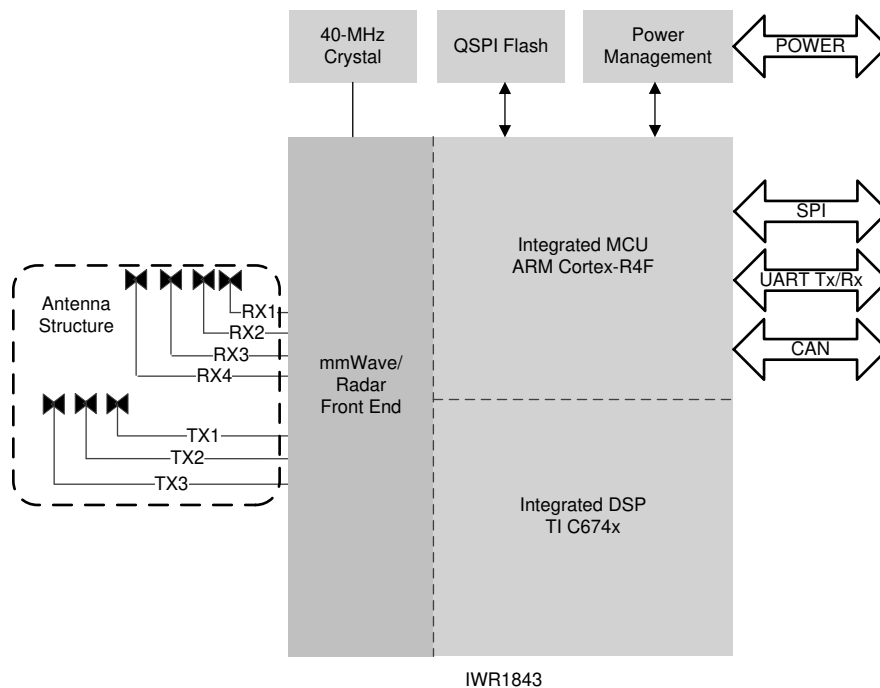 40-MHz
Crystal
QSPI Flash
Power
Management
POWER
SPI
Integrated MCU
ARM Cortex-R4F
UART Tx/Rx
Antenna
Structure
RX1
RX2
RX3
RX4
CAN
mmWave/
Radar
Front End
TX1
TX2
TX3
Integrated DSP
TI C674x
IWR1843